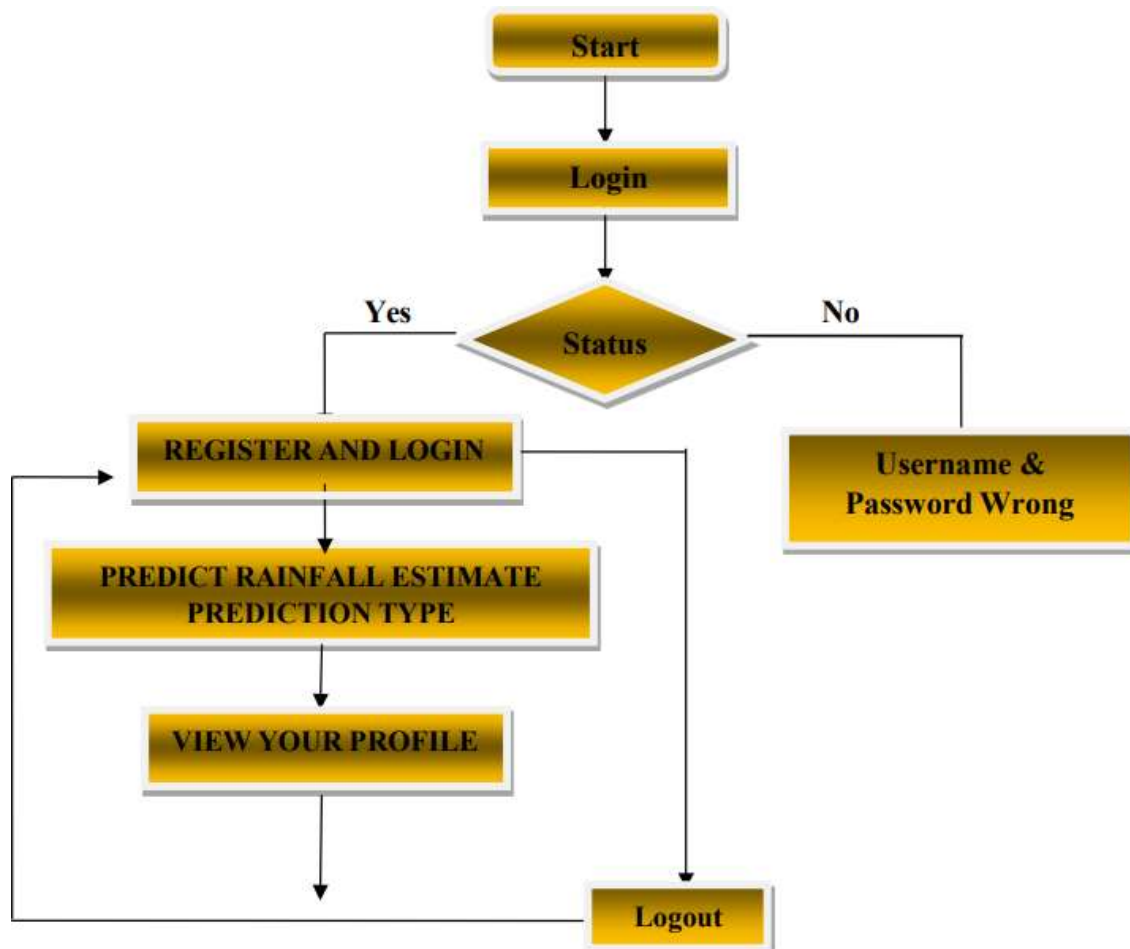 Start
Login
Yes
No
Status
REGISTER AND LOGIN
Username &
Password Wrong
PREDICT RAINFALL ESTIMATE
PREDICTION TYPE
VIEW YOUR PROFILE
Logout